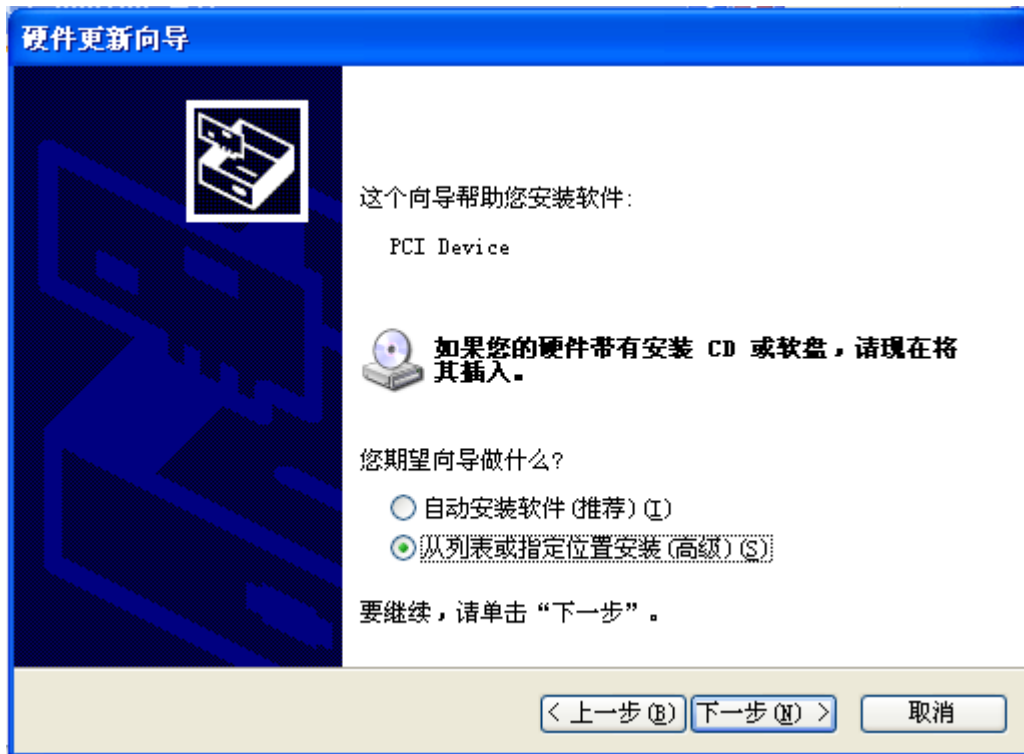 硬件更新向导
这个向导帮助您安装软件:
PCI Device
如果您的硬件带有安装 CD 或软盘，请现在将
其插入。
您期望向导做什么?
自动安装软件(推荐)(I)
从列表或指定位置安装(高级)(S)
要继续，请单击“下一步”。
< 上一步(B)
下一步(N) >
取消